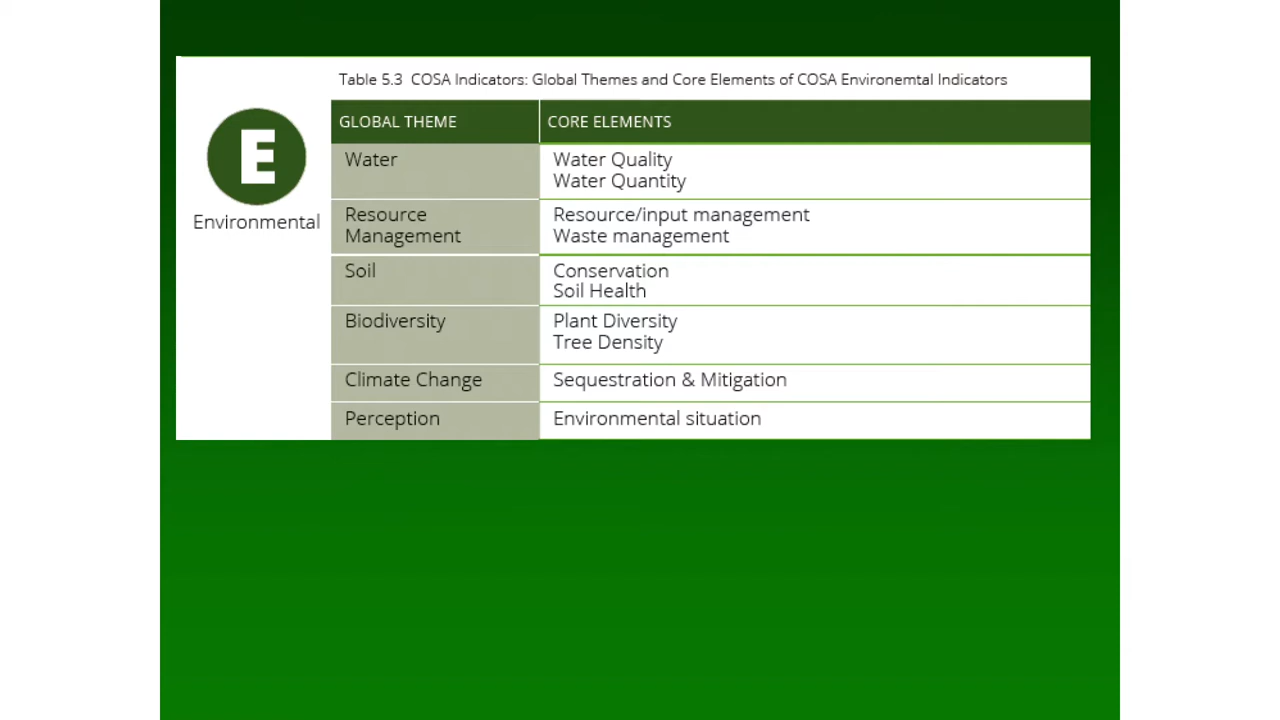 Table 5.3 COSA Indicators: Global Themes and Core Elements of COSA Environemtal Indicators
E
Environmental
GLOBAL THEME CORE ELEMENTS
Water Water Quality
Water Quantity
Resource Resource/input management
Management Waste management
Soil Conservation
Soil Health
Biodiversity Plant Diversity
Tree Density
Climate Change Sequestration & Mitigation
Perception Environmental situation